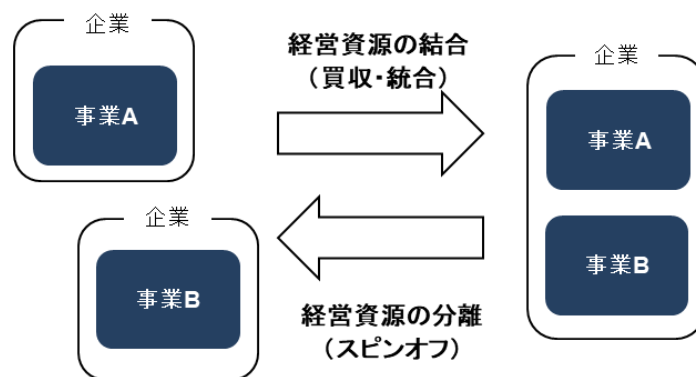 企業
事業A
企業
事業B
経営資源の結合
（買収・統合）
経営資源の分離
（スピンオフ）
企業
事業A
事業B